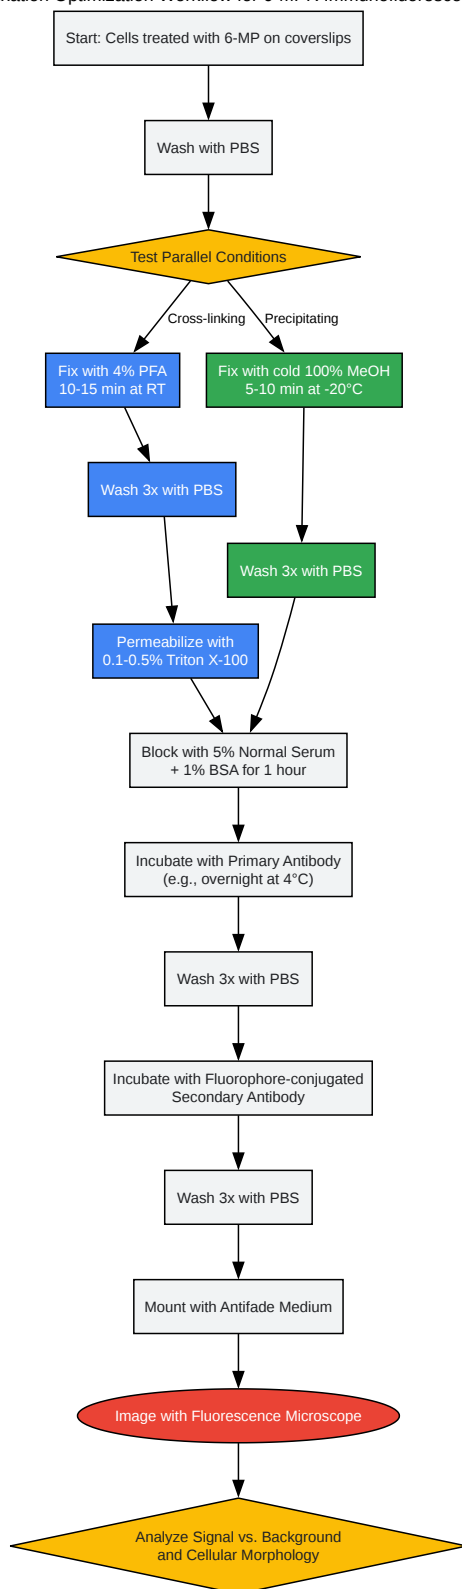 Optimization Workflow for 6-MP
Start: Cells treated with 6-MP on coverslips
Wash with PBS
Test Parallel Conditions
Cross-linking
Precipitating
Fix with 4% PFA
10-15 min at RT
Fix with cold 100% MeOH
5-10 min at -20°C
Wash 3x with PBS
Wash 3x with PBS
Permeabilize with
0.1-0.5% Triton X-100
Block with 5% Normal Serum
+ 1% BSA for 1 hour
Incubate with Primary Antibody
(e.g., overnight at 4°C)
Wash 3x with PBS
Incubate with Fluorophore-conjugated
Secondary Antibody
Wash 3x with PBS
Mount with Antifade Medium
Image with Fluorescence Microscope
Analyze Signal vs. Background
and Cellular Morphology